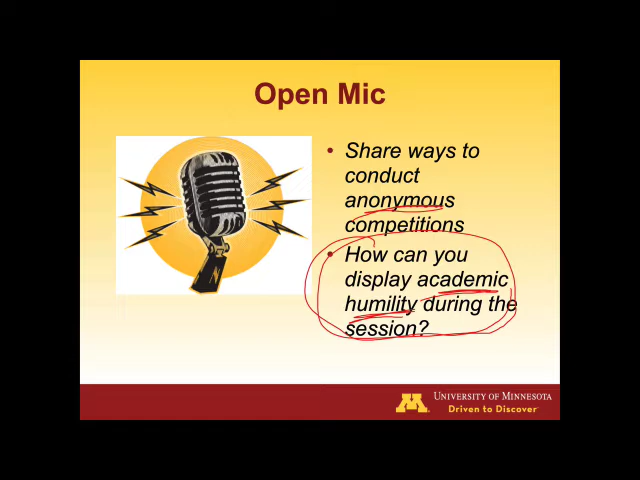 Open Mic
• Share ways to
conduct
anonymous
competitions
• How can you
display academic
humility during the
session?
M
UNIVERSITY OF MINNESOTA
Driven to Discover™